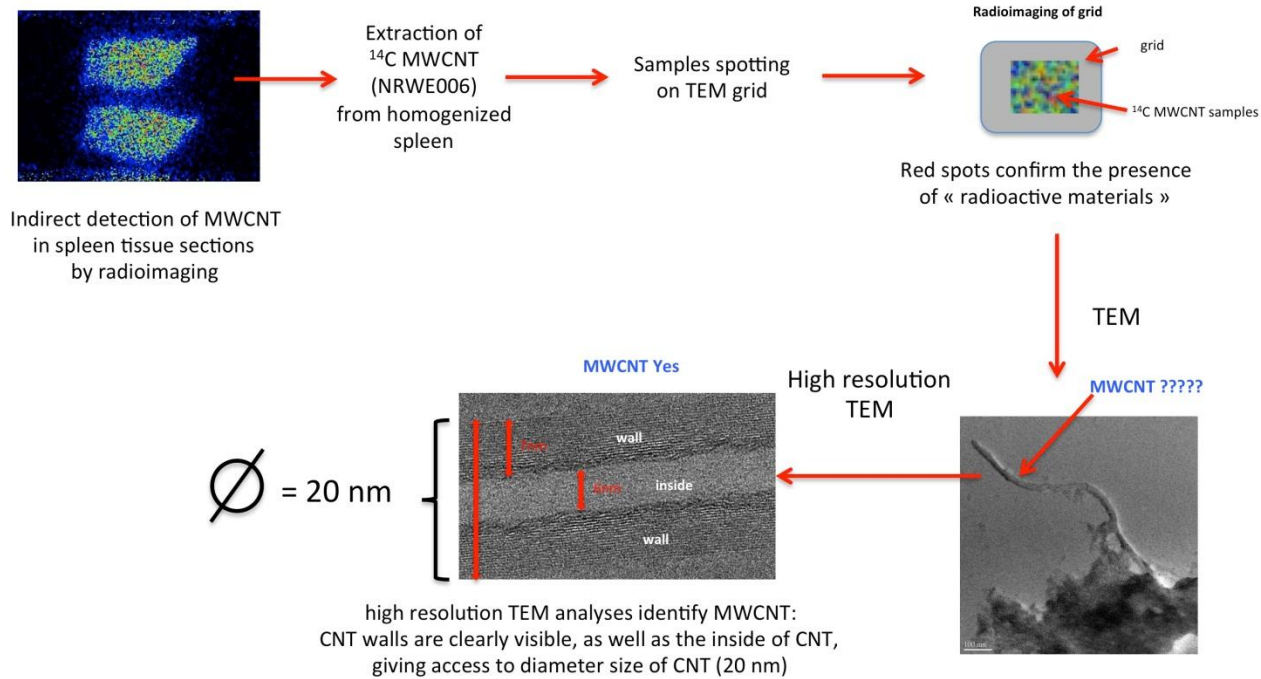 Indirect detection of MWCNT
in spleen tissue sections
by radioimaging
Extraction of
¹⁴C MWCNT
(NRWE006)
from homogenized
spleen
Samples spotting
on TEM grid
Radioimaging of grid
grid
¹⁴C MWCNT samples
Red spots confirm the presence
of « radioactive materials »
TEM
MWCNT ?????
100 nm
High resolution
TEM
MWCNT Yes
wall
inside
wall
= 20 nm
high resolution TEM analyses identify MWCNT:
CNT walls are clearly visible, as well as the inside of CNT,
giving access to diameter size of CNT (20 nm)